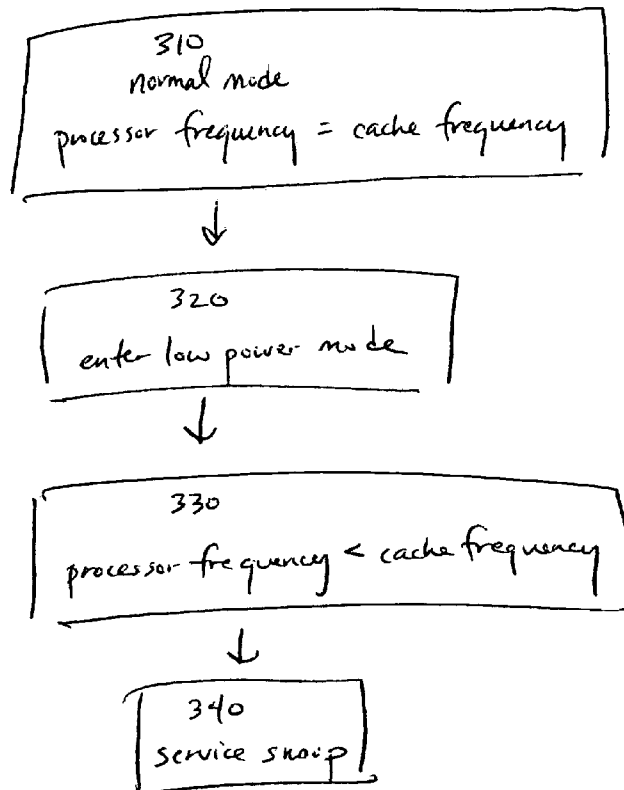 310
normal mode
processor frequency = cache frequency
320
enter low power mode
330
processor frequency < cache frequency
340
service snoop